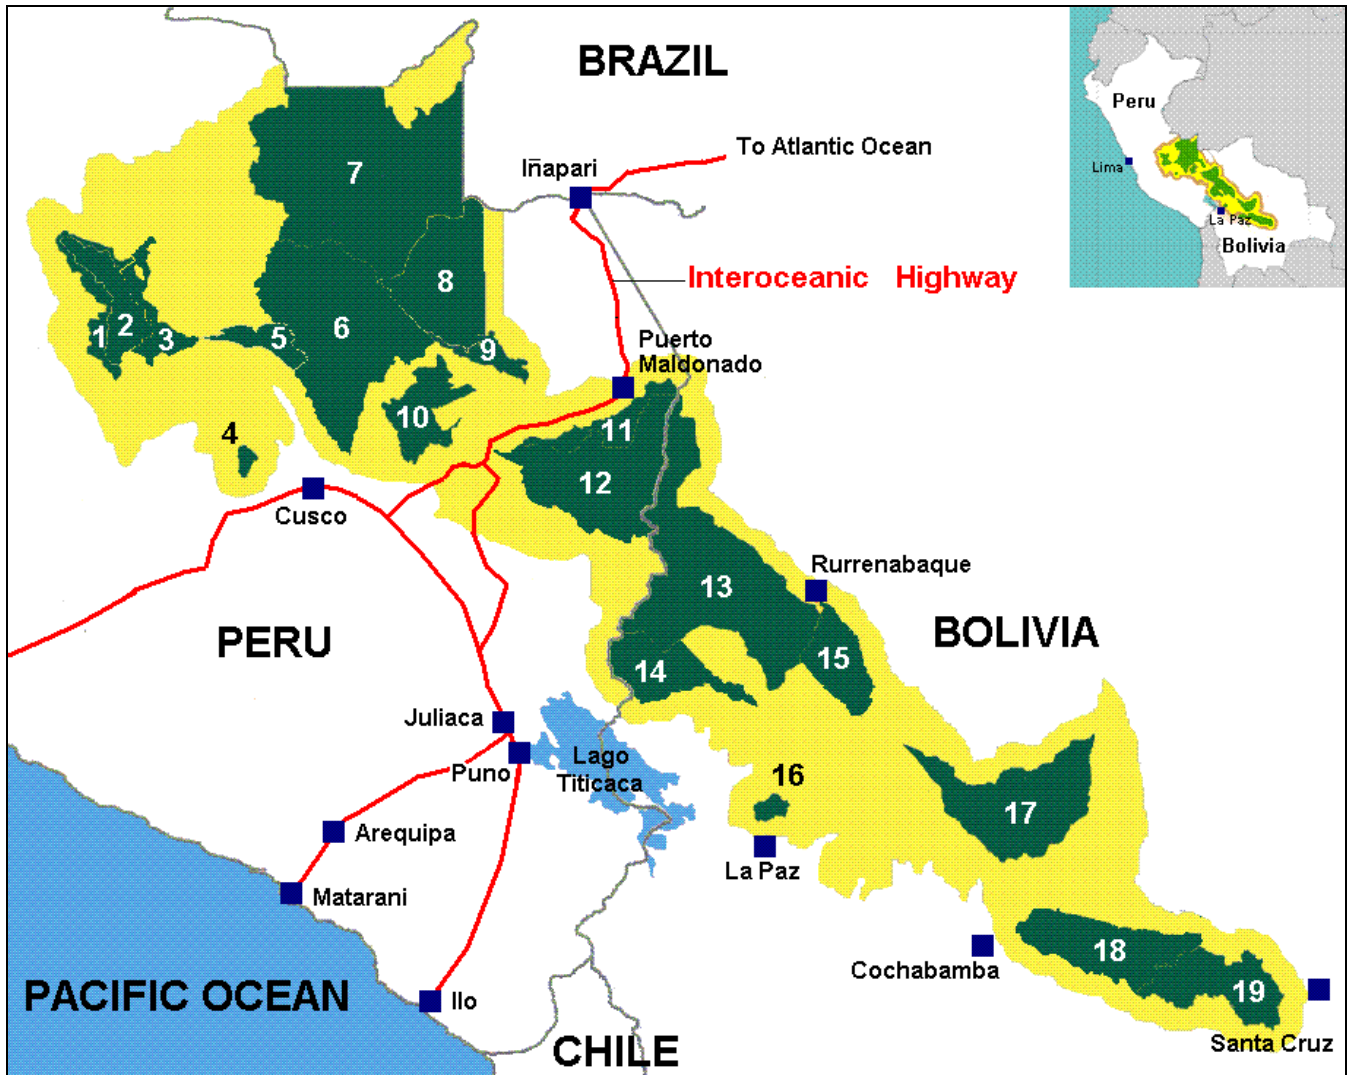 BRAZIL
Peru
Lima
La Paz
Bolivia
To Atlantic Ocean
Iñapari
7
8
Interoceanic Highway
1
2
3
5
6
9
Puerto
Maldonado
10
4
11
12
Cusco
13
Rurrenabaque
PERU
BOLIVIA
14
15
Juliaca
Puno
Lago
Titicaca
16
17
Arequipa
La Paz
Matarani
18
Cochabamba
19
PACIFIC OCEAN
Ilo
CHILE
Santa Cruz